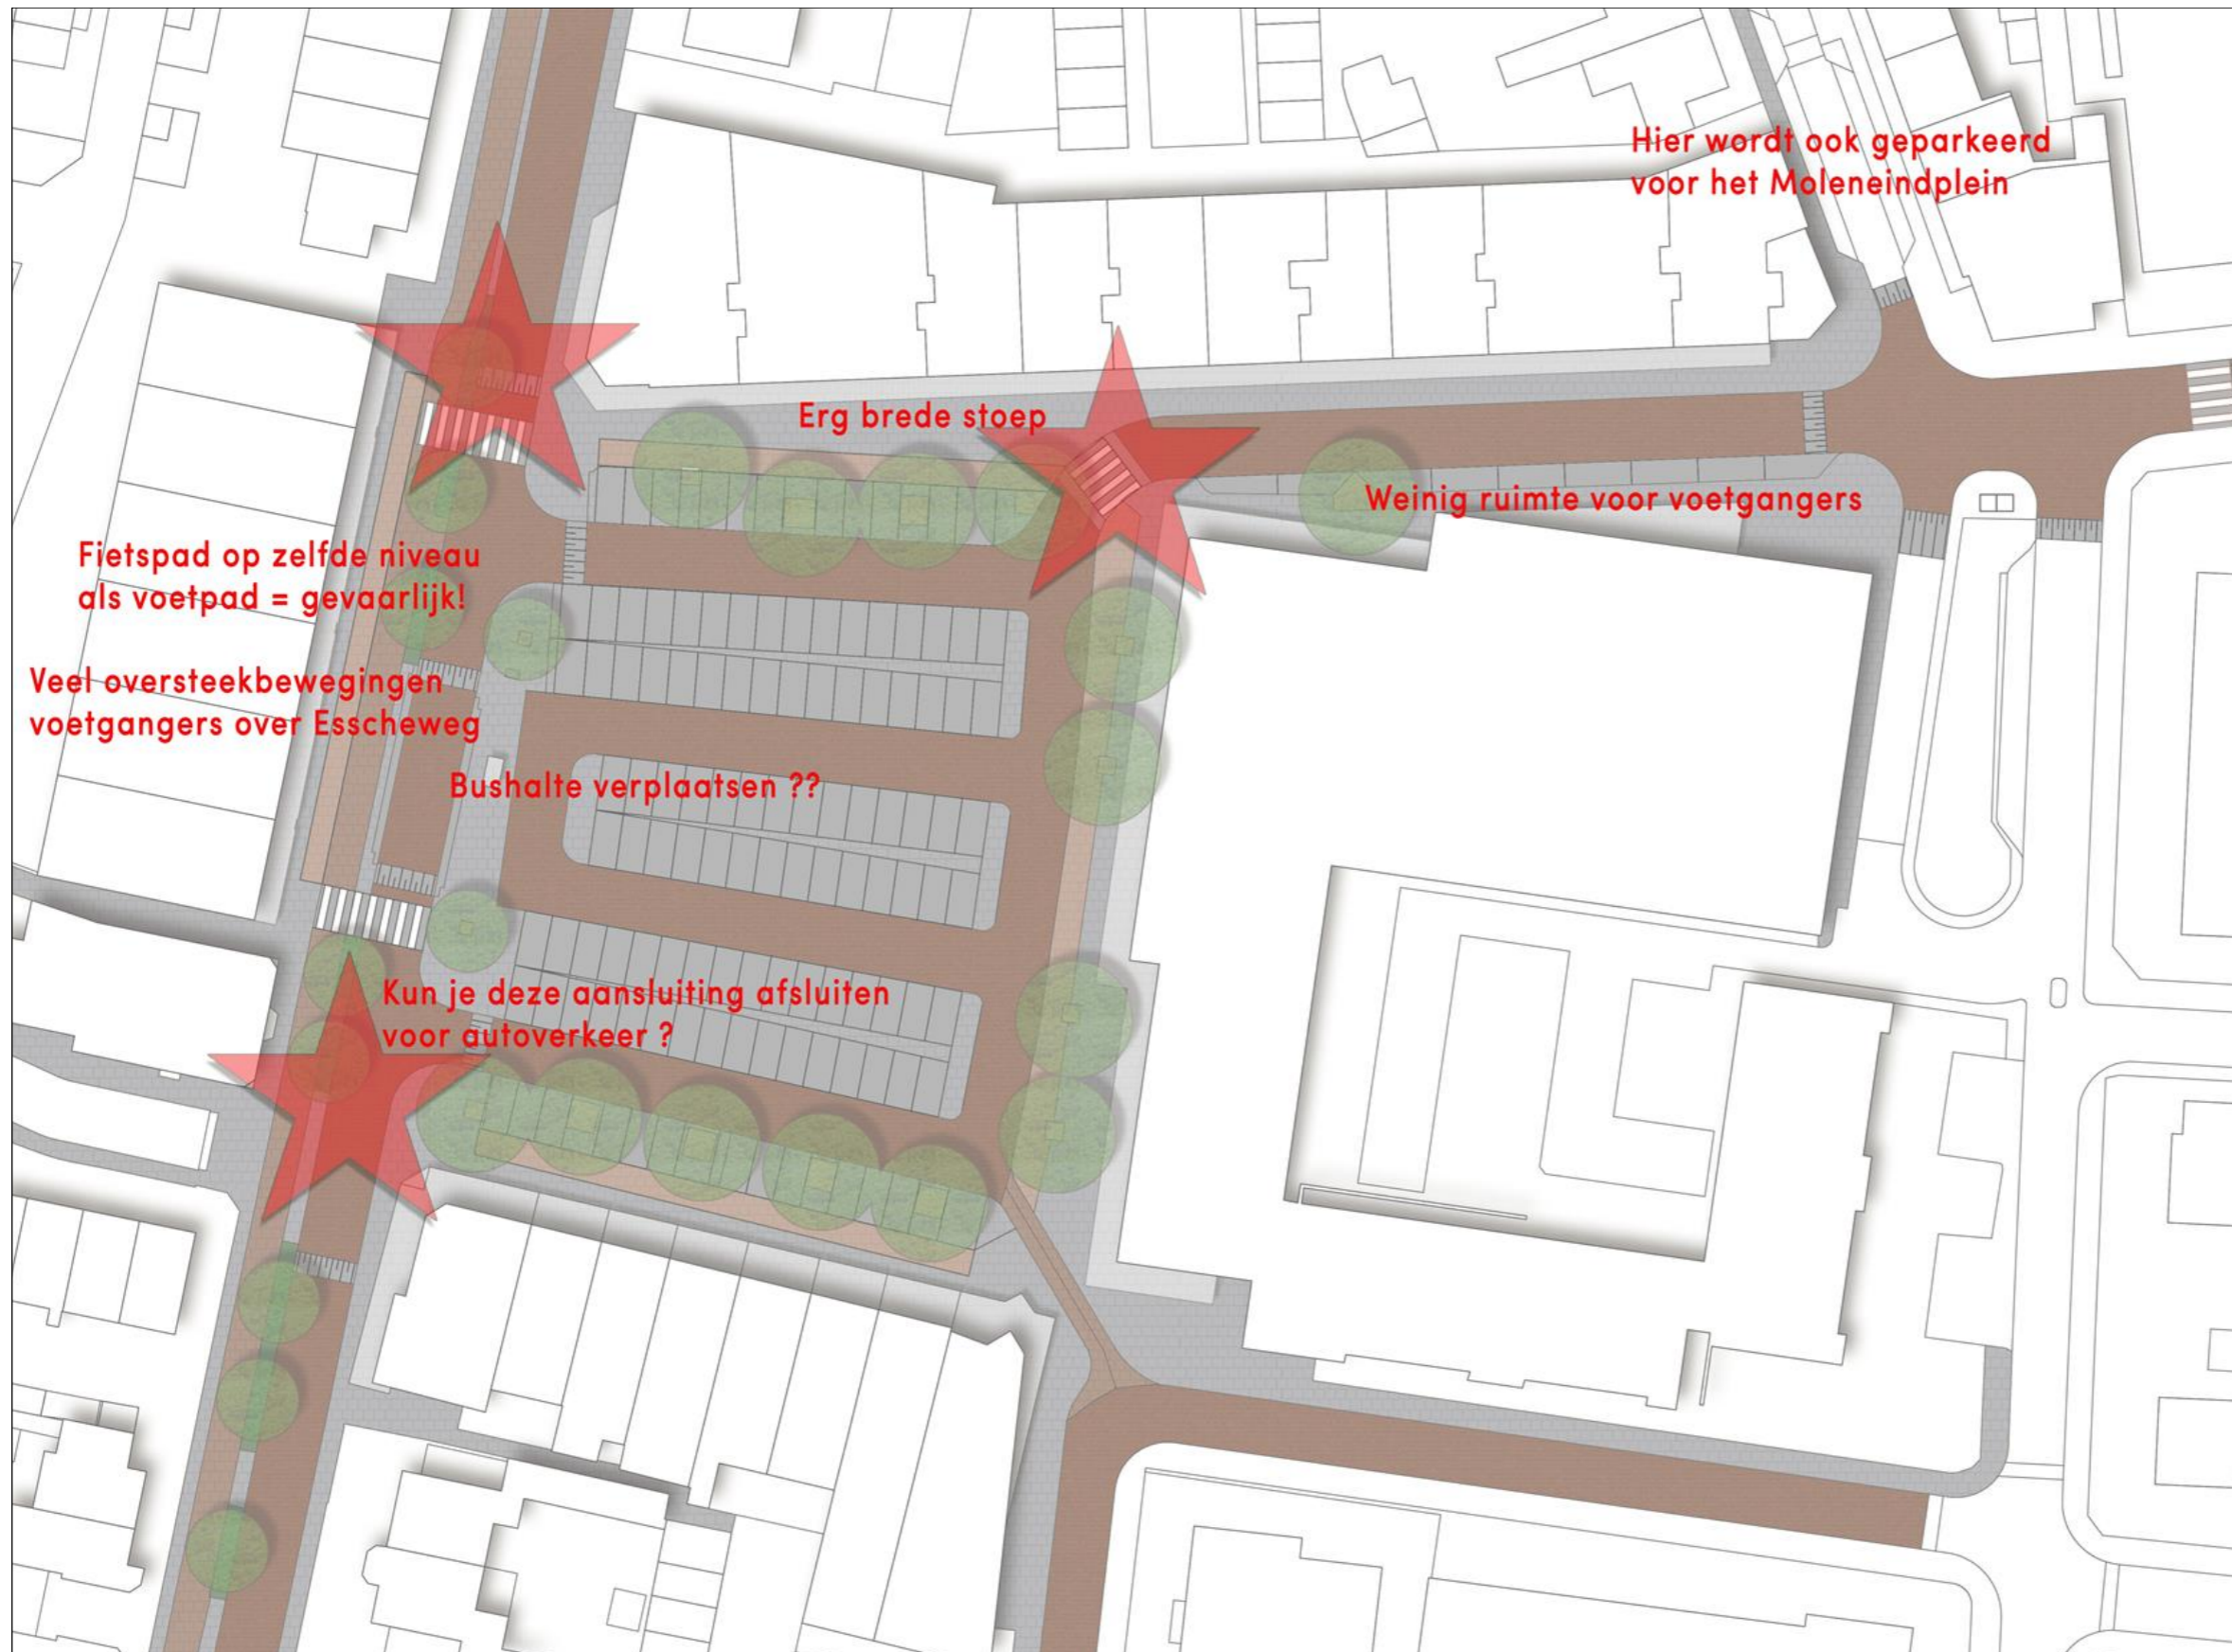 Hier wordt ook geparkeerd
voor het Moleneindplein
Erg brede stoep
Weinig ruimte voor voetgangers
Fietspad op zelfde niveau
als voetpad = gevaarlijk!
Veel oversteekbewegingen
voetgangers over Esscheweg
Bushalte verplaatsen ??
Kun je deze aansluiting afsluiten
voor autoverkeer ?